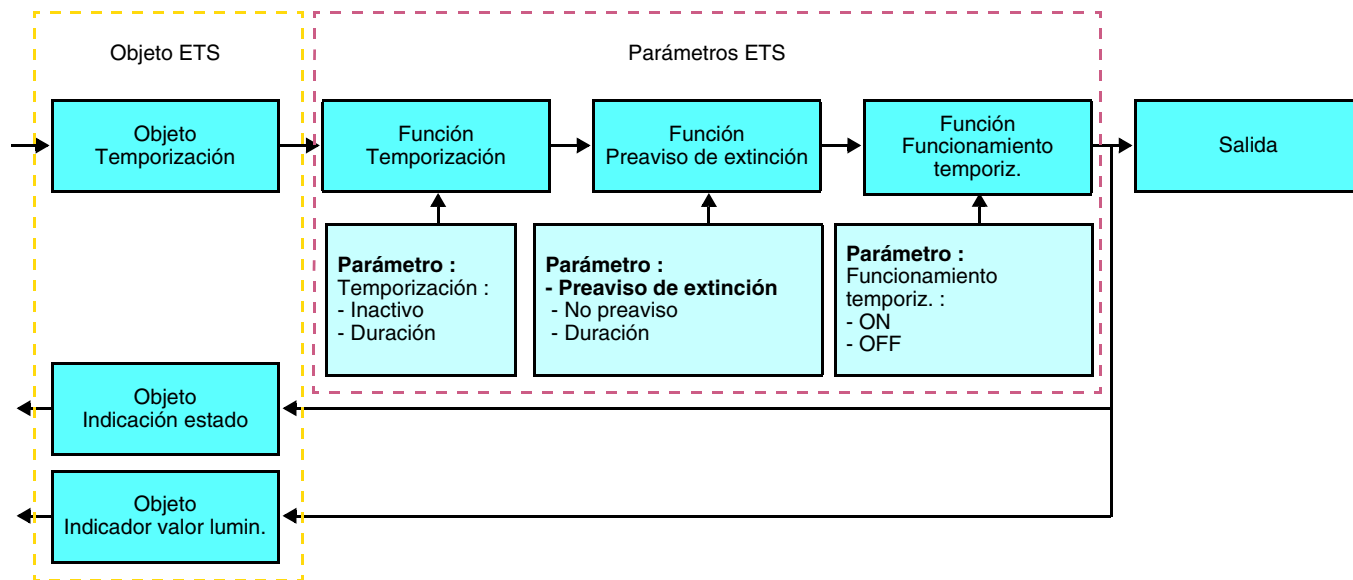 Objeto ETS
Parámetros ETS
Objeto
Temporización
Función
Temporización
Función
Preaviso de extinción
Función
Funcionamiento
temporiz.
Salida
Parámetro :
Temporización :
- Inactivo
- Duración
Parámetro :
- Preaviso de extinción
- No preaviso
- Duración
Parámetro :
Funcionamiento
temporiz. :
- ON
- OFF
Objeto
Indicación estado
Objeto
Indicador valor lumin.